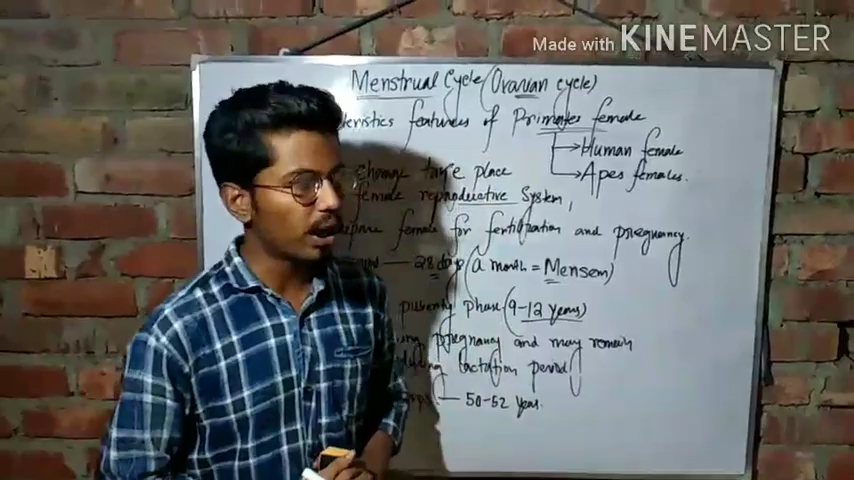 Made with KINEMASTER
Menstrual Cycle (Ovarian cycle)
features of Primates female
Human female
Apes females.
change take place
female reproductive System,
female for fertilization and pregnancy.
28 days (a month = Mensem)
puberty phase (9-12 years)
pregnancy and may remain
lactation period
50-52 year.